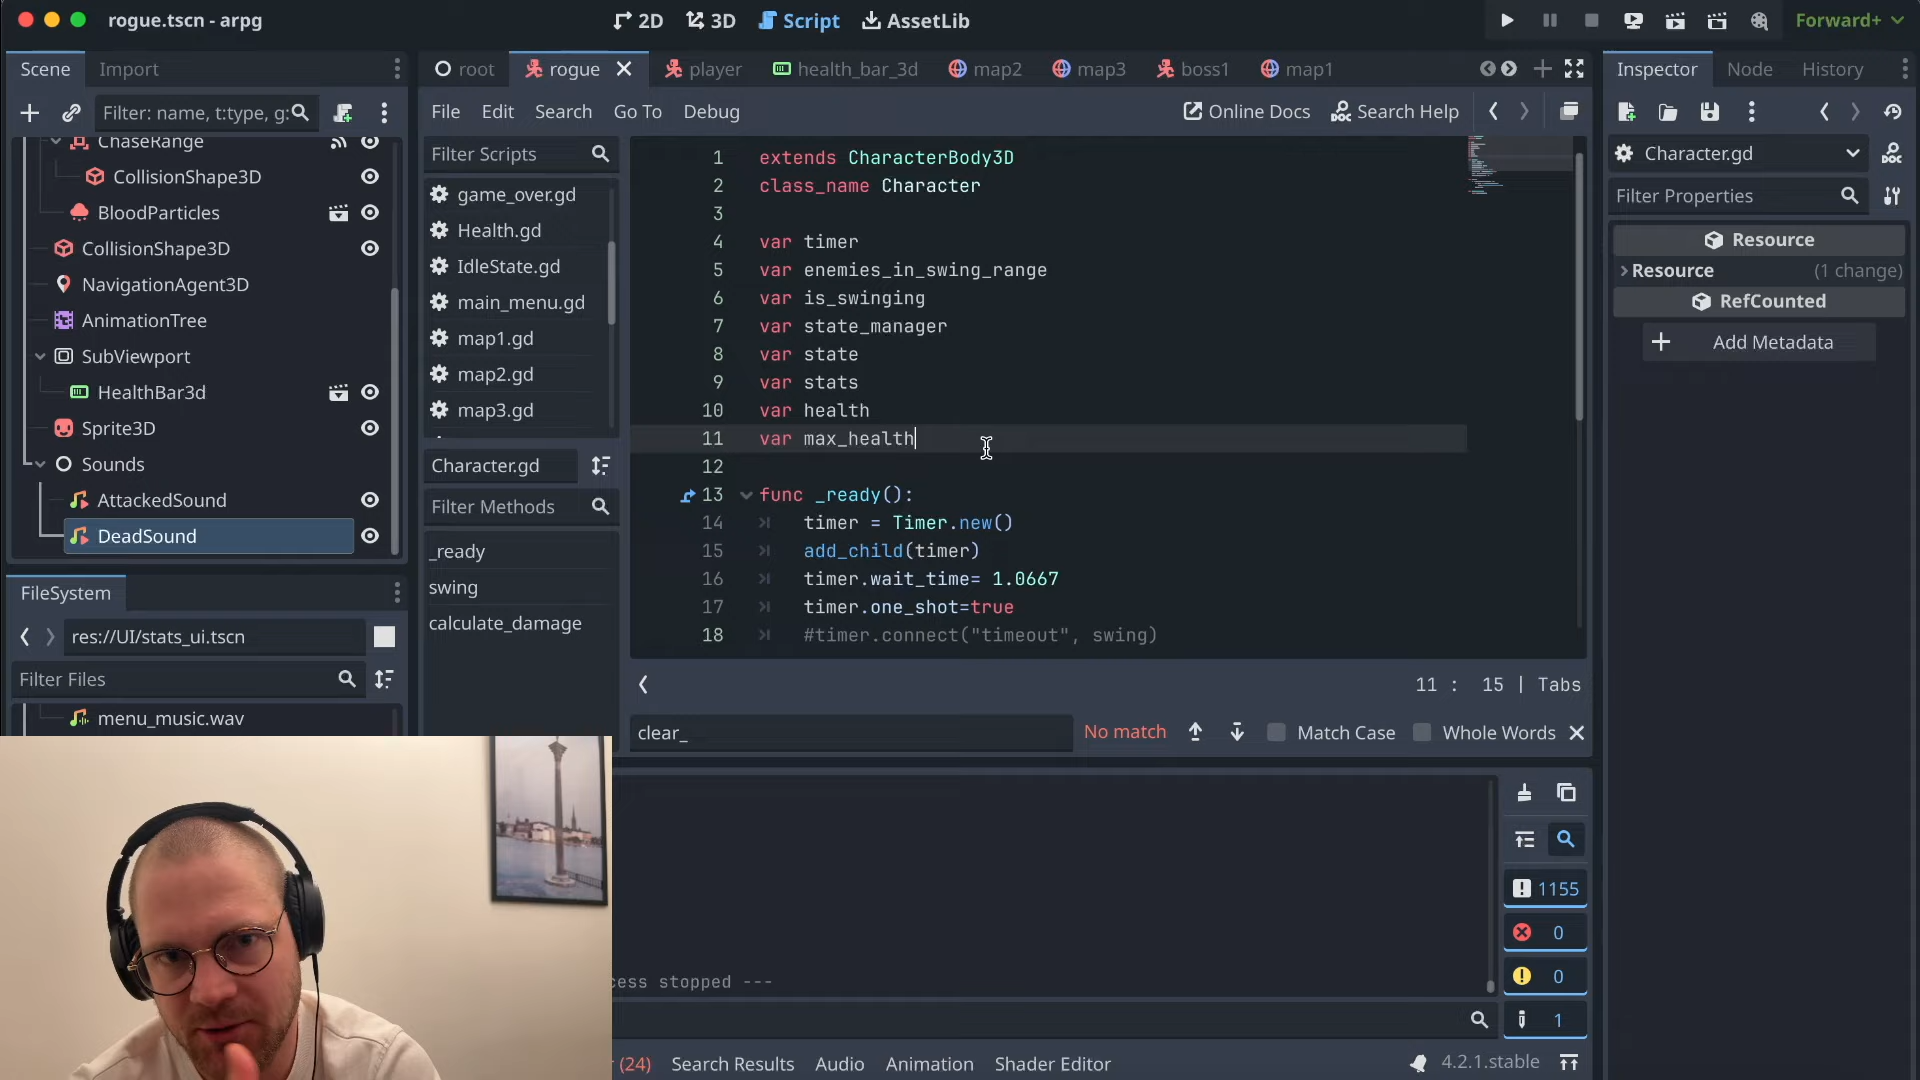 rogue.tscn - arpg
2D
3D
Script
AssetLib
Forward+
Scene
Import
root
rogue
player
health_bar_3d
map2
map3
boss1
map1
Inspector
Node
History
Filter: name, t:type, g:
File
Edit
Search
Go To
Debug
Online Docs
Search Help
ChaseRange
CollisionShape3D
BloodParticles
CollisionShape3D
NavigationAgent3D
AnimationTree
SubViewport
HealthBar3d
Sprite3D
Sounds
AttackedSound
DeadSound
FileSystem
res://UI/stats_ui.tscn
Filter Files
menu_music.wav
Filter Scripts
game_over.gd
Health.gd
IdleState.gd
main_menu.gd
map1.gd
map2.gd
map3.gd
Character.gd
Filter Methods
_ready
swing
calculate_damage
1 extends CharacterBody3D
2 class_name Character
3
4 var timer
5 var enemies_in_swing_range
6 var is_swinging
7 var state_manager
8 var state
9 var stats
10 var health
11 var max_health
12
13 func _ready():
14 timer = Timer.new()
15 add_child(timer)
16 timer.wait_time= 1.0667
17 timer.one_shot=true
18 #timer.connect("timeout", swing)
11 : 15 | Tabs
clear_
No match
Match Case
Whole Words
Character.gd
Filter Properties
Resource
Resource (1 change)
RefCounted
Add Metadata
1155
0
0
1
cess stopped ---
(24)
Search Results
Audio
Animation
Shader Editor
4.2.1.stable